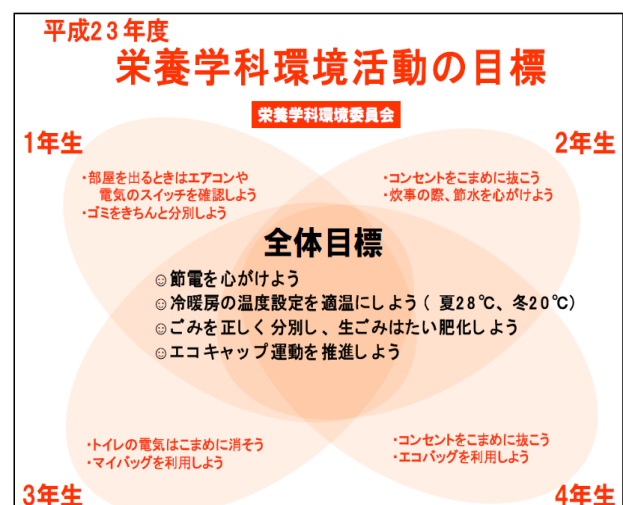 平成23年度
栄養学科環境活動の目標
栄養学科環境委員会
1年生
2年生
・部屋を出るときはエアコンや
電気のスイッチを確認しよう
・ゴミをきちんと分別しよう
・コンセントをこまめに抜こう
・炊事の際、節水を心がけよう
全体目標
☺節電を心がけよう
☺冷暖房の温度設定を適温にしよう( 夏28℃、冬20℃)
☺ごみを正しく分別し、生ごみはたい肥化しよう
☺エコキャップ運動を推進しよう
・トイレの電気はこまめに消そう
・マイバッグを利用しよう
・コンセントをこまめに抜こう
・エコバッグを利用しよう
3年生
4年生